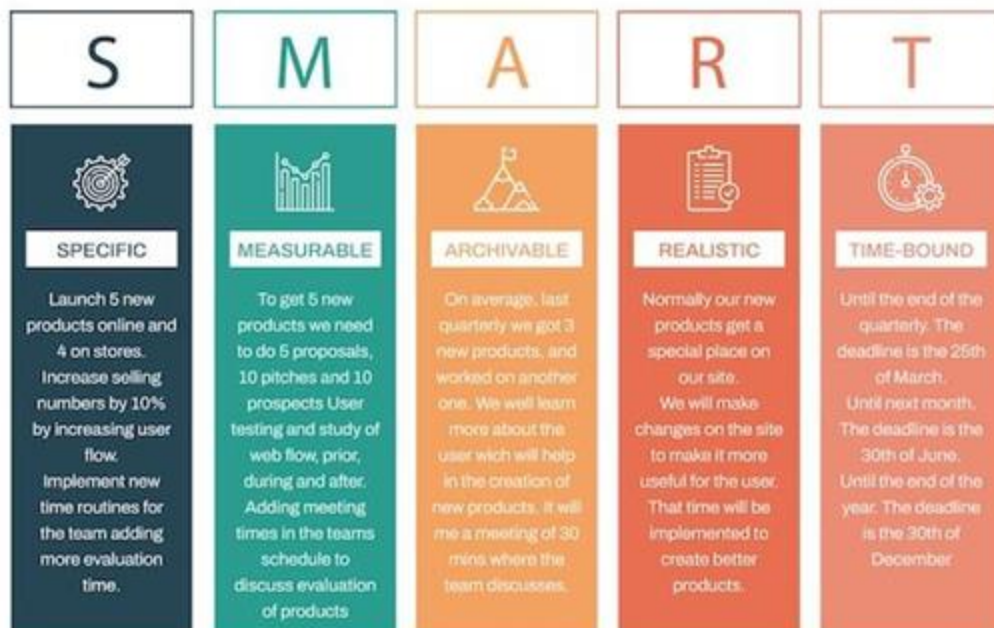 S
M
A
R
T
SPECIFIC
Launch 5 new
products online and
4 on stores.
Increase selling
numbers by 10%
by increasing user
flow.
Implement new
time routines for
the team adding
more evaluation
time.
MEASURABLE
To get 5 new
products we need
to do 5 proposals,
10 pitches and 10
prospects User
testing and study of
web flow, prior,
during and after.
Adding meeting
times in the teams
schedule to
discuss evaluation
of products
ARCHIVABLE
On average, last
quarterly we got 3
new products, and
worked on another
one. We well learn
more about the
user wich will help
in the creation of
new products. It will
me a meeting of 30
mins where the
team discusses.
REALISTIC
Normally our new
products get a
special place on
our site.
We will make
changes on the site
to make it more
useful for the user.
That time will be
implemented to
create better
products.
TIME-BOUND
Until the end of the
quarterly. The
deadline is the 25th
of March.
Until next month.
The deadline is the
30th of June.
Until the end of the
year. The deadline
is the 30th of
December